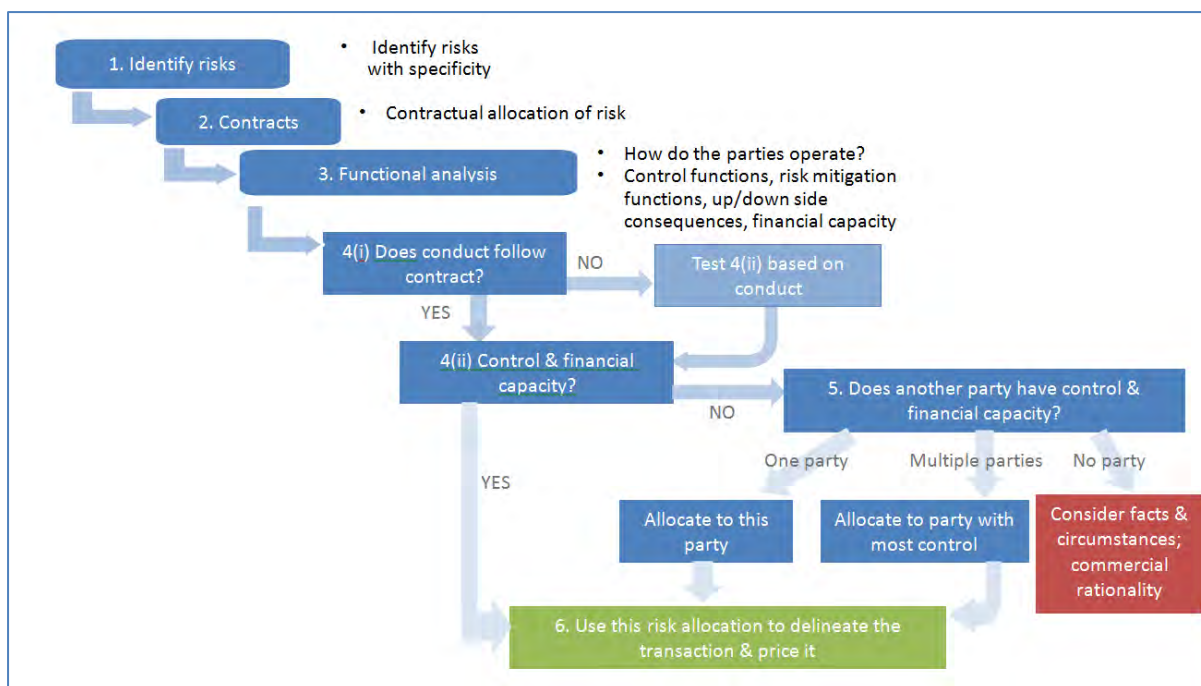 1. Identify risks
• Identify risks
with specificity
2. Contracts
• Contractual allocation of risk
3. Functional analysis
• How do the parties operate?
• Control functions, risk mitigation
functions, up/down side
consequences, financial capacity
4(i) Does conduct follow
contract?
NO
Test 4(ii) based on
conduct
YES
4(ii) Control & financial
capacity?
NO
5. Does another party have control &
financial capacity?
YES
One party
Multiple parties
No party
Allocate to this
party
Allocate to party with
most control
Consider facts &
circumstances;
commercial
rationality
6. Use this risk allocation to delineate the
transaction & price it